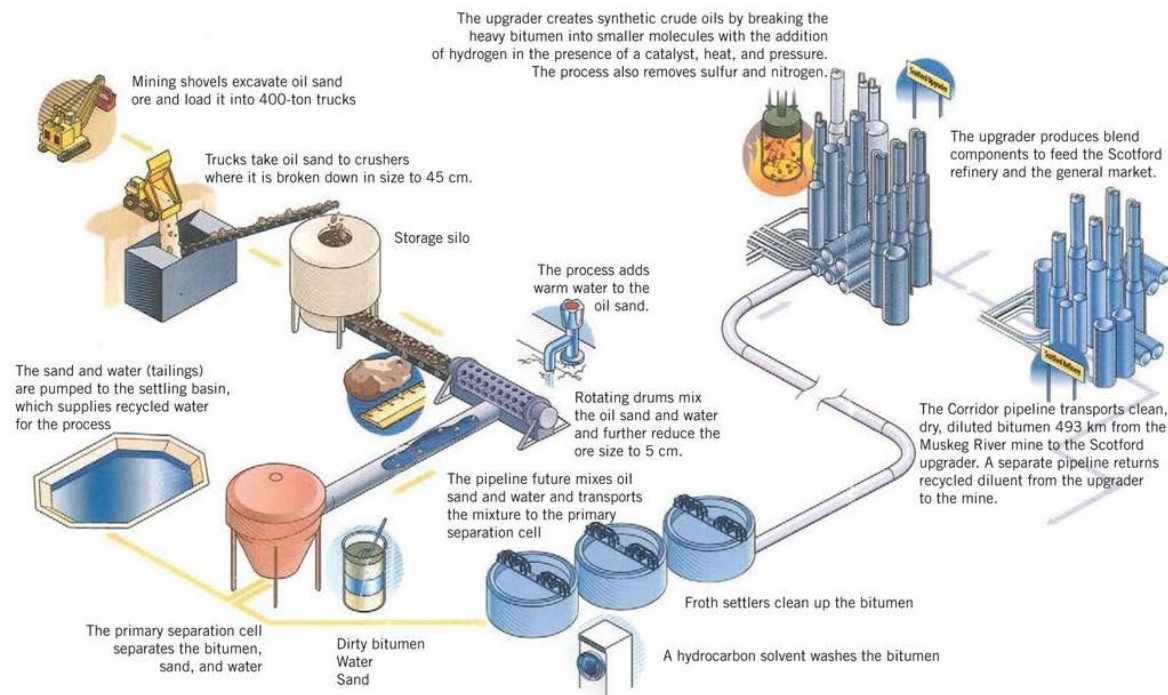 The upgrader creates synthetic crude oils by breaking the
heavy bitumen into smaller molecules with the addition
of hydrogen in the presence of a catalyst, heat, and pressure.
The process also removes sulfur and nitrogen.
Scotford Upgrader
Mining shovels excavate oil sand
ore and load it into 400-ton trucks
The upgrader produces blend
components to feed the Scotford
refinery and the general market.
Trucks take oil sand to crushers
where it is broken down in size to 45 cm.
Storage silo
The process adds
warm water to the
oil sand.
Scotford Refinery
The sand and water (tailings)
are pumped to the settling basin,
which supplies recycled water
for the process
Rotating drums mix
the oil sand and water
and further reduce the
ore size to 5 cm.
The Corridor pipeline transports clean,
dry, diluted bitumen 493 km from the
Muskeg River mine to the Scotford
upgrader. A separate pipeline returns
recycled diluent from the upgrader
to the mine.
The pipeline future mixes oil
sand and water and transports
the mixture to the primary
separation cell
Froth settlers clean up the bitumen
The primary separation cell
separates the bitumen,
sand, and water
Dirty bitumen
Water
Sand
A hydrocarbon solvent washes the bitumen